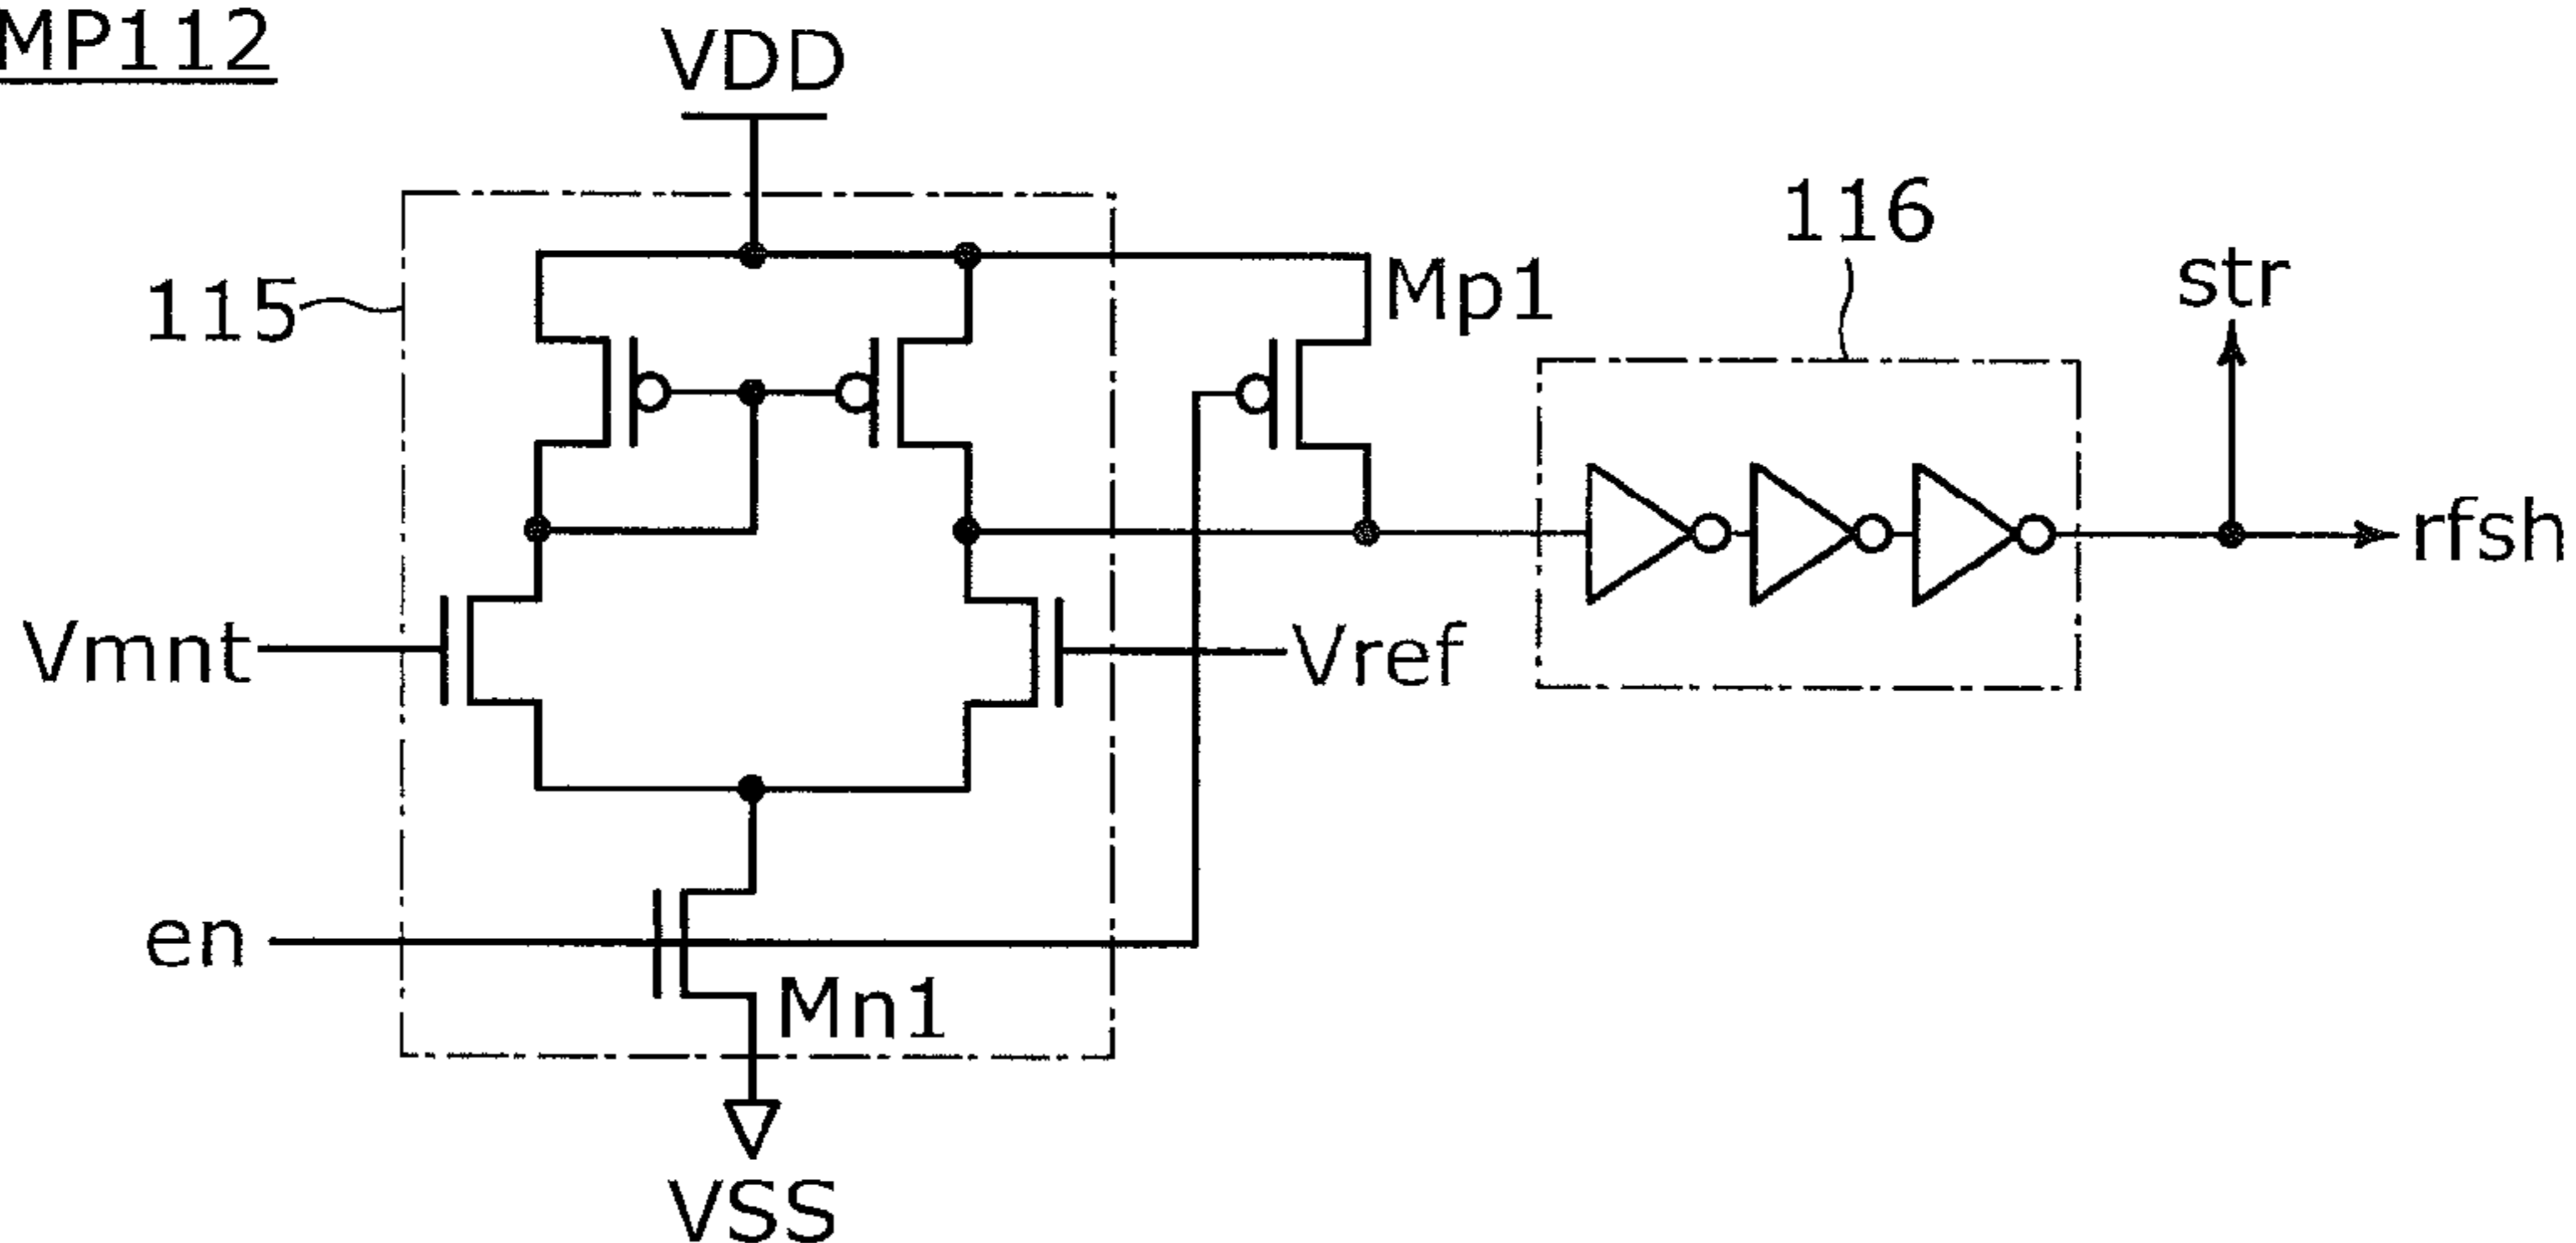 MP112
VDD
116
str
115
Mp1
rfsh
Vmnt
Vref
en
Mn1
VSS